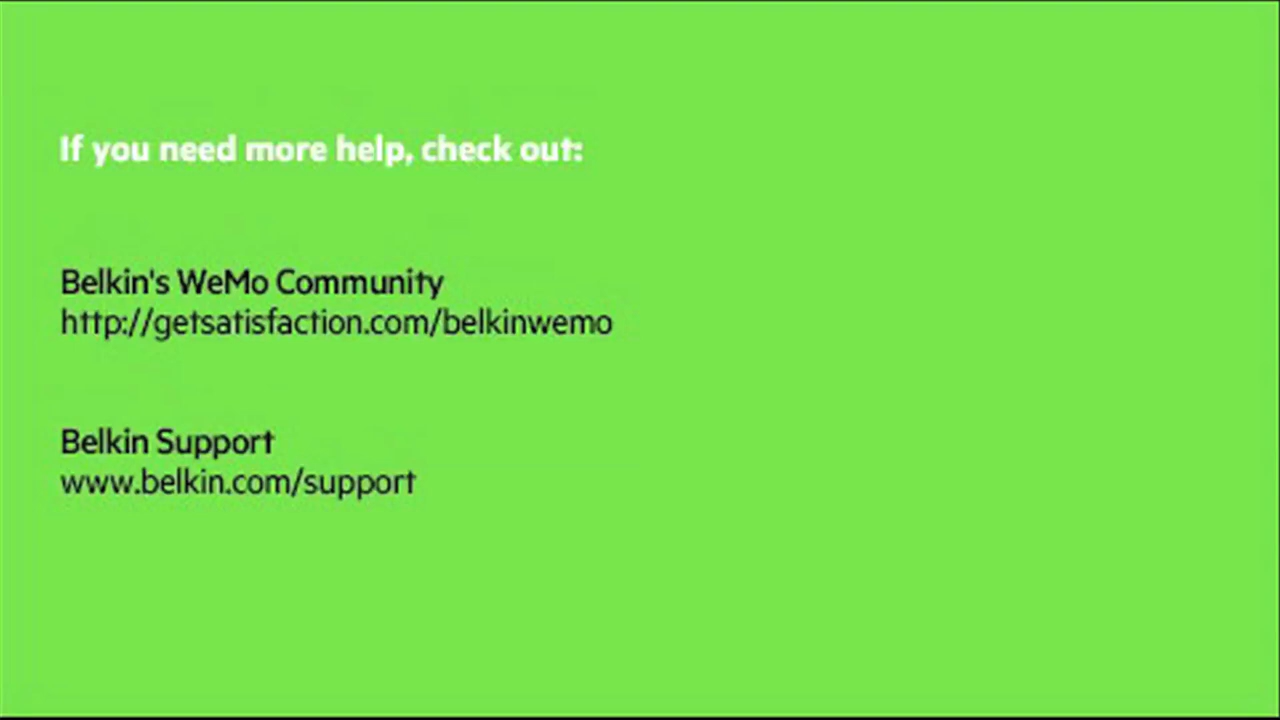 If you need more help, check out:
Belkin's WeMo Community
http://getsatisfaction.com/belkinwemo
Belkin Support
www.belkin.com/support